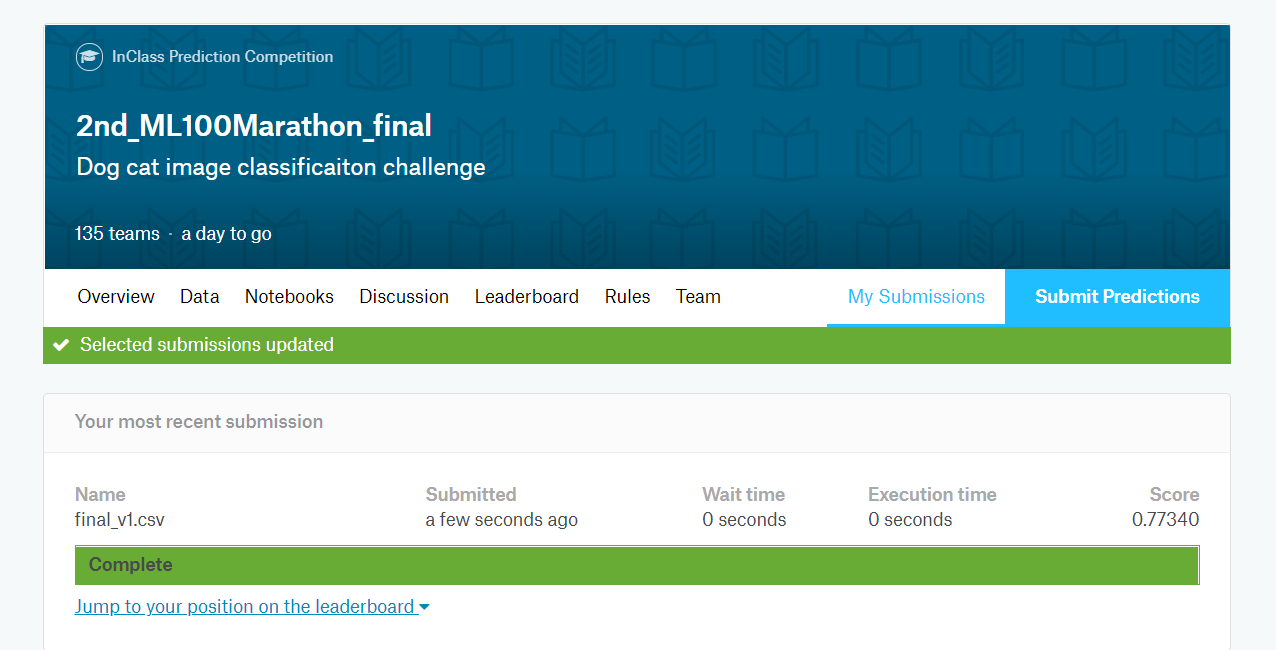 InClass Prediction Competition
2nd_ML100Marathon_final
Dog cat image classificaiton challenge
135 teams · a day to go
Overview Data Notebooks Discussion Leaderboard Rules Team My Submissions Submit Predictions
Selected submissions updated
Your most recent submission
Name Submitted Wait time Execution time Score
final_v1.csv a few seconds ago 0 seconds 0 seconds 0.77340
Complete
Jump to your position on the leaderboard